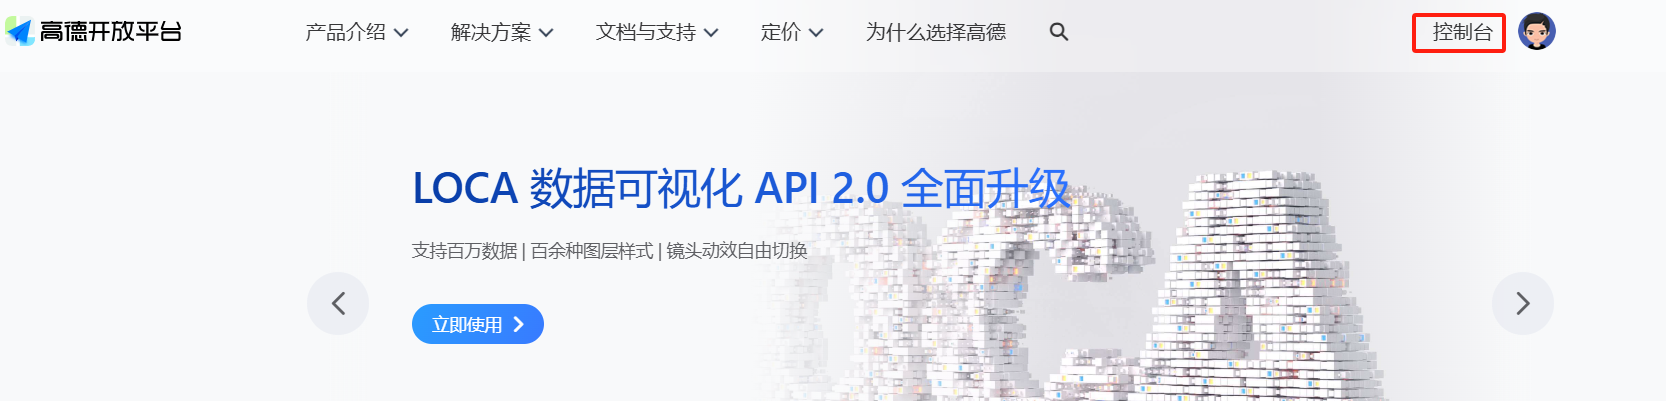 高德开放平台 产品介绍 解决方案 文档与支持 定价 为什么选择高德 控制台
LOCA 数据可视化 API 2.0 全面升级
支持百万数据 | 百余种图层样式 | 镜头动效自由切换
立即使用